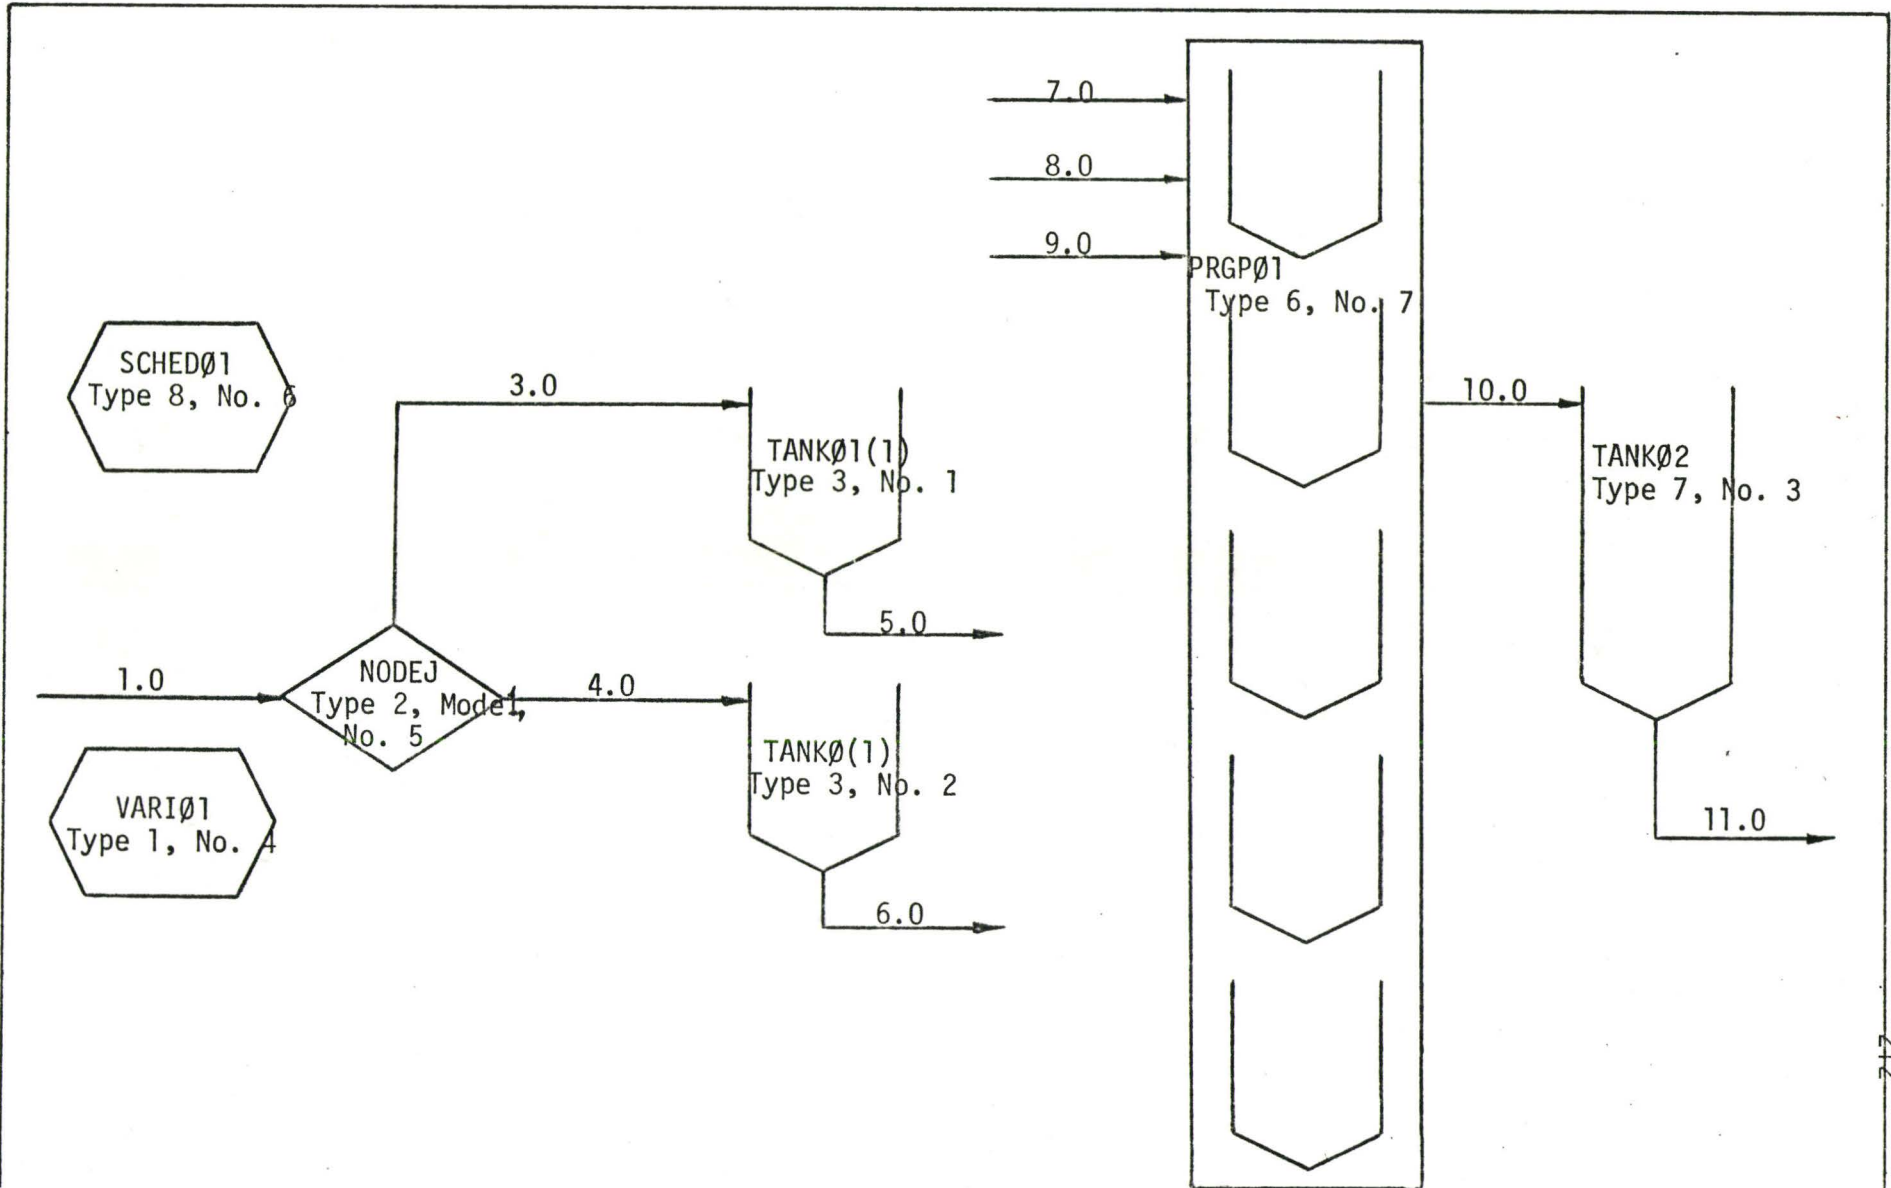 7.0
8.0
9.0
PRGPØ1
Type 6, No. 7
SCHEDØ1
Type 8, No. 6
3.0
10.0
TANKØ1(1)
Type 3, No. 1
TANKØ2
Type 7, No. 3
5.0
1.0
NODEJ
Type 2, Mode1,
No. 5
4.0
TANKØ(1)
Type 3, No. 2
VARIØ1
Type 1, No. 4
11.0
6.0